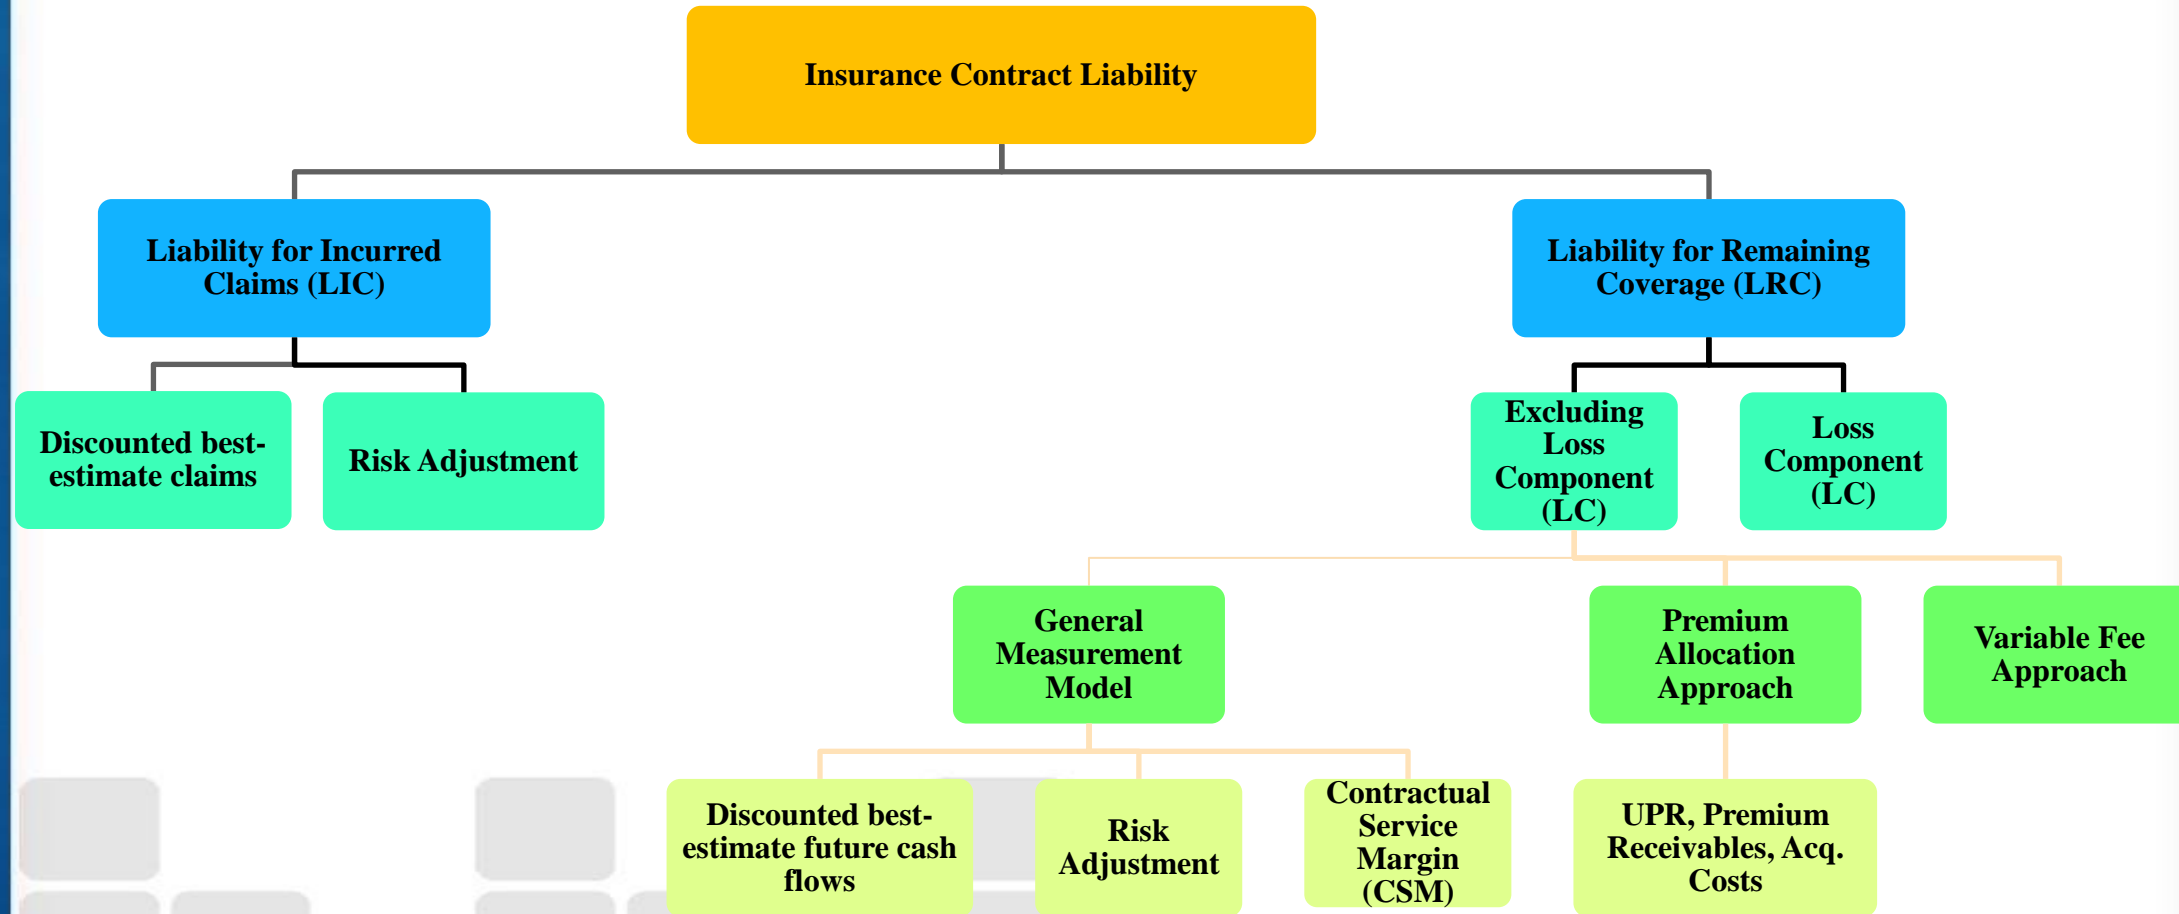 Insurance Contract Liability
Liability for Incurred
Claims (LIC)
Liability for Remaining
Coverage (LRC)
Discounted best-
estimate claims
Risk Adjustment
Excluding
Loss
Component
(LC)
Loss
Component
(LC)
General
Measurement
Model
Premium
Allocation
Approach
Variable Fee
Approach
Discounted best-
estimate future cash
flows
Risk
Adjustment
Contractual
Service
Margin
(CSM)
UPR, Premium
Receivables, Acq.
Costs